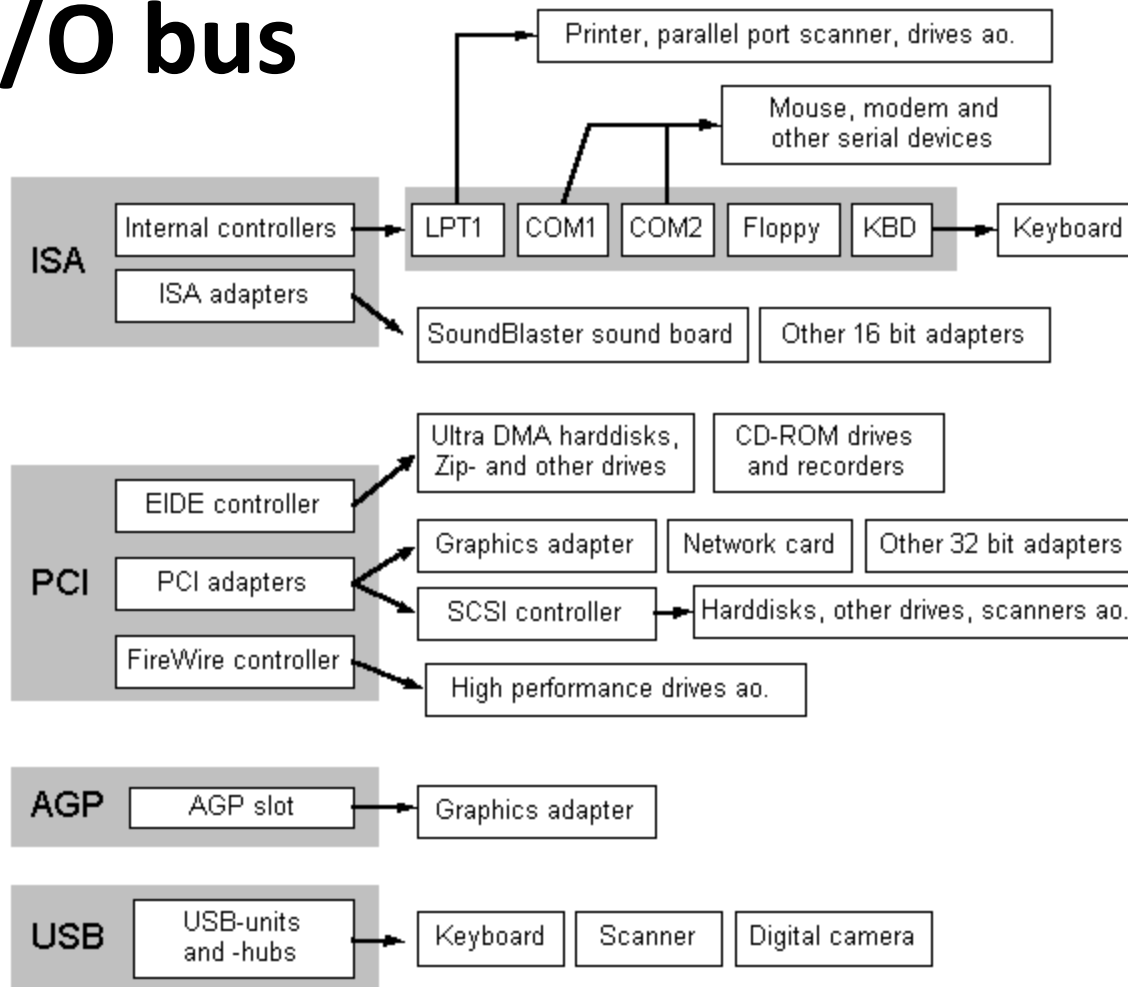 /O bus
Printer, parallel port scanner, drives ao.
Mouse, modem and
other serial devices
ISA
Internal controllers
LPT1
COM1
COM2
Floppy
KBD
Keyboard
ISA adapters
SoundBlaster sound board
Other 16 bit adapters
PCI
EIDE controller
Ultra DMA harddisks,
Zip- and other drives
CD-ROM drives
and recorders
PCI adapters
Graphics adapter
Network card
Other 32 bit adapters
SCSI controller
Harddisks, other drives, scanners ao.
FireWire controller
High performance drives ao.
AGP
AGP slot
Graphics adapter
USB
USB-units
and -hubs
Keyboard
Scanner
Digital camera